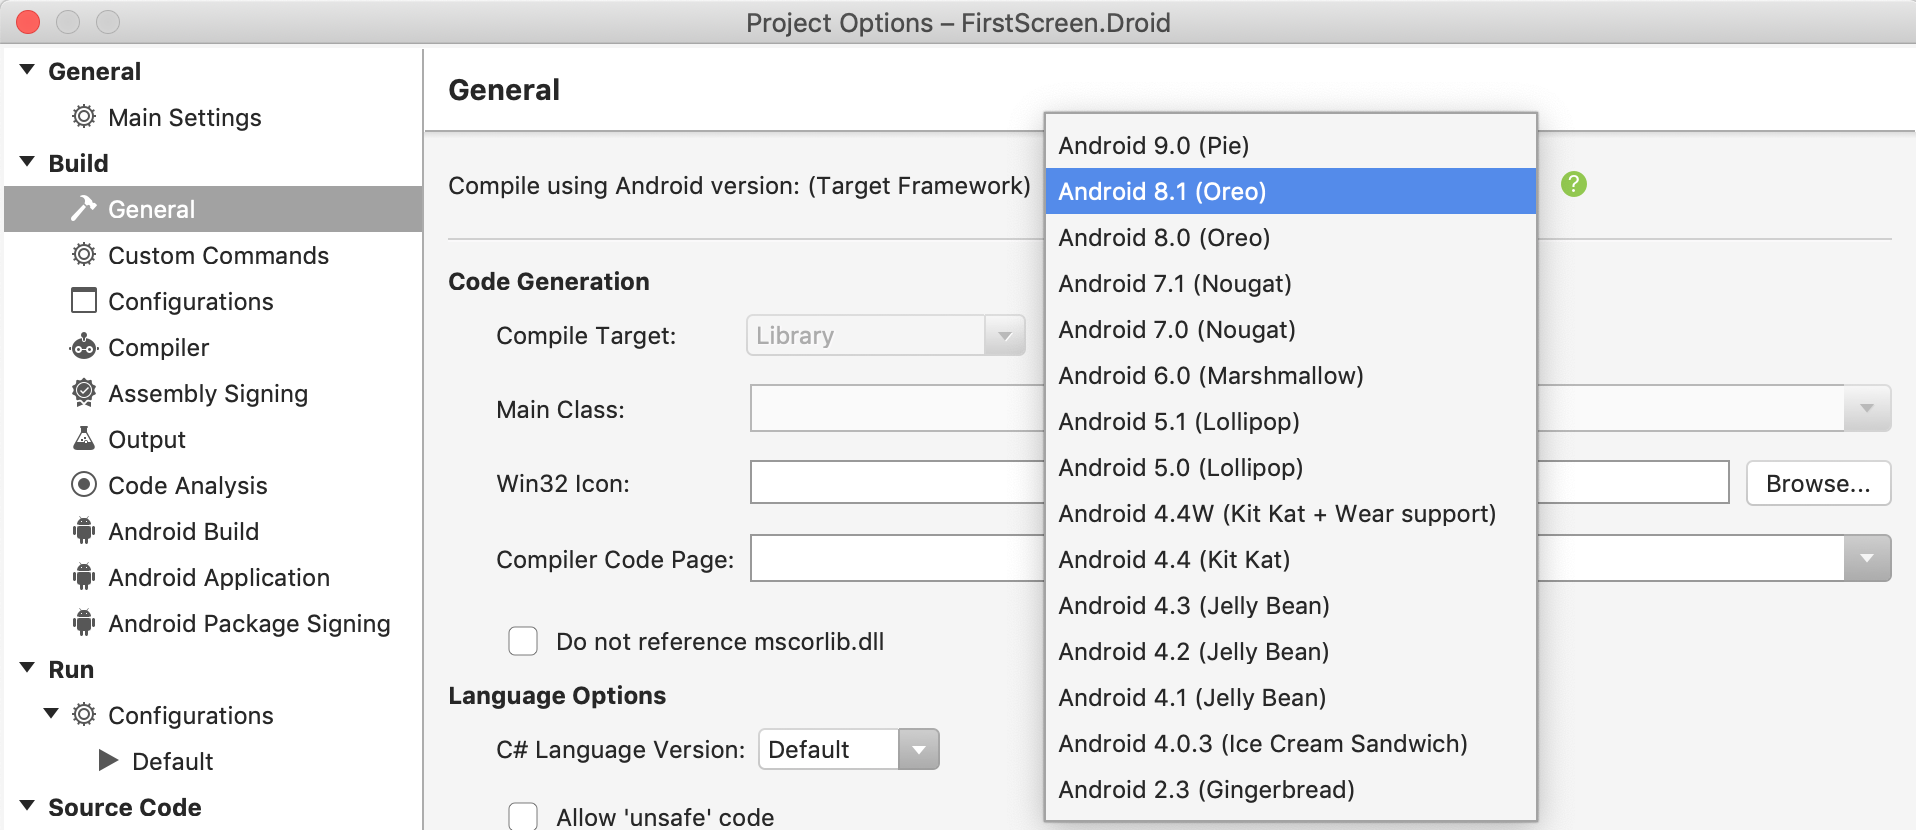 Project Options – FirstScreen.Droid
General
Main Settings
Build
General
Custom Commands
Configurations
Compiler
Assembly Signing
Output
Code Analysis
Android Build
Android Application
Android Package Signing
Run
Configurations
Default
Source Code
General
Compile using Android version: (Target Framework)
?
Android 9.0 (Pie)
Android 8.1 (Oreo)
Android 8.0 (Oreo)
Android 7.1 (Nougat)
Android 7.0 (Nougat)
Android 6.0 (Marshmallow)
Android 5.1 (Lollipop)
Android 5.0 (Lollipop)
Android 4.4W (Kit Kat + Wear support)
Android 4.4 (Kit Kat)
Android 4.3 (Jelly Bean)
Android 4.2 (Jelly Bean)
Android 4.1 (Jelly Bean)
Android 4.0.3 (Ice Cream Sandwich)
Android 2.3 (Gingerbread)
Code Generation
Compile Target: Library
Main Class:
Win32 Icon: Browse...
Compiler Code Page:
Do not reference mscorlib.dll
Language Options
C# Language Version: Default
Allow 'unsafe' code